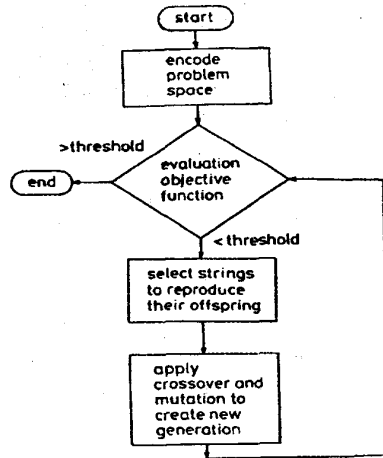 start
encode
problem
space
>threshold
evaluation
objective
function
end
< threshold
select strings
to reproduce
their offspring
apply
crossover and
mutation to
create new
generation